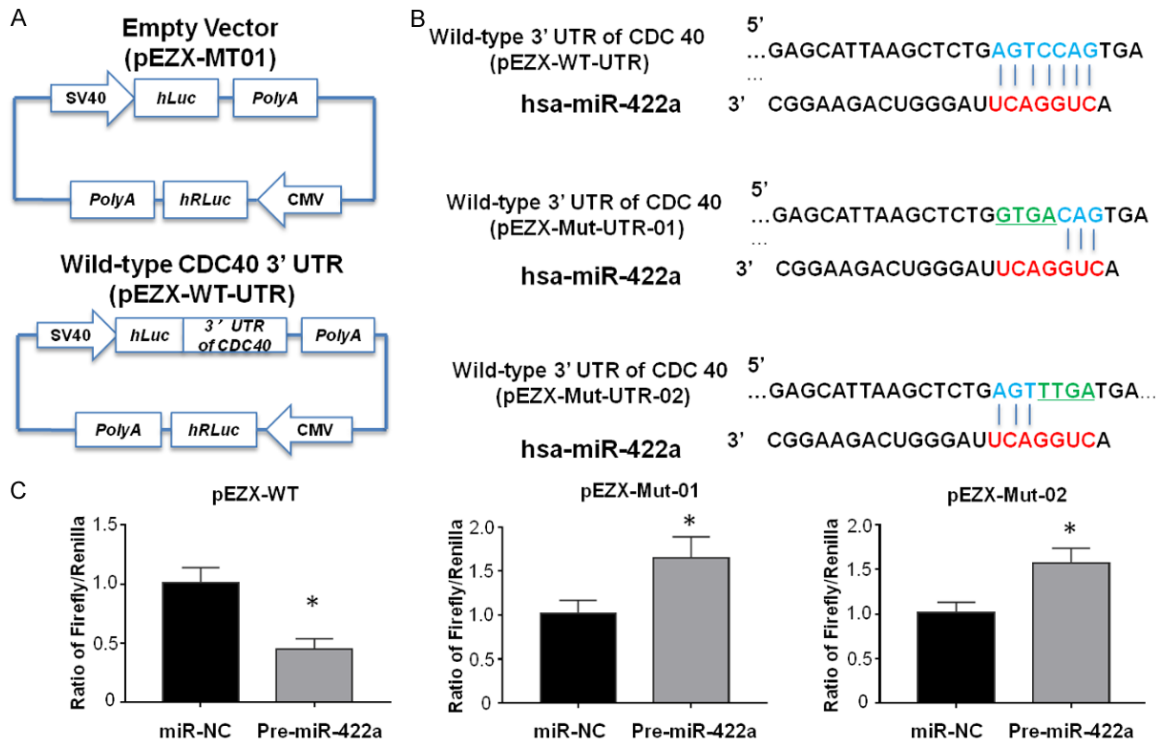 A
Empty Vector
(pEZX-MT01)
SV40
hLuc
PolyA
PolyA
hRLuc
CMV
Wild-type CDC40 3' UTR
(pEZX-WT-UTR)
SV40
hLuc
3' UTR
of CDC40
PolyA
PolyA
hRLuc
CMV
B
Wild-type 3' UTR of CDC 40
(pEZX-WT-UTR)
5'
...GAGCATTAAGCTCTGAGTCCAGTGA
...
hsa-miR-422a
3' CGGAAGACUGGGAUUCAGGUCA
Wild-type 3' UTR of CDC 40
(pEZX-Mut-UTR-01)
5'
...GAGCATTAAGCTCTGGTGACAGTGA
...
hsa-miR-422a
3' CGGAAGACUGGGAUUCAGGUCA
Wild-type 3' UTR of CDC 40
(pEZX-Mut-UTR-02)
5'
...GAGCATTAAGCTCTGAGTTTGATGA...
hsa-miR-422a
3' CGGAAGACUGGGAUUCAGGUCA
C
pEZX-WT
Ratio of Firefly/Renilla
1.5
1.0
0.5
0
*
miR-NC Pre-miR-422a
pEZX-Mut-01
Ratio of Firefly/Renilla
2.0
1.5
1.0
1.5
0
*
miR-NC Pre-miR-422a
pEZX-Mut-02
Ratio of Firefly/Renilla
2.0
1.5
1.0
1.5
0
*
miR-NC Pre-miR-422a